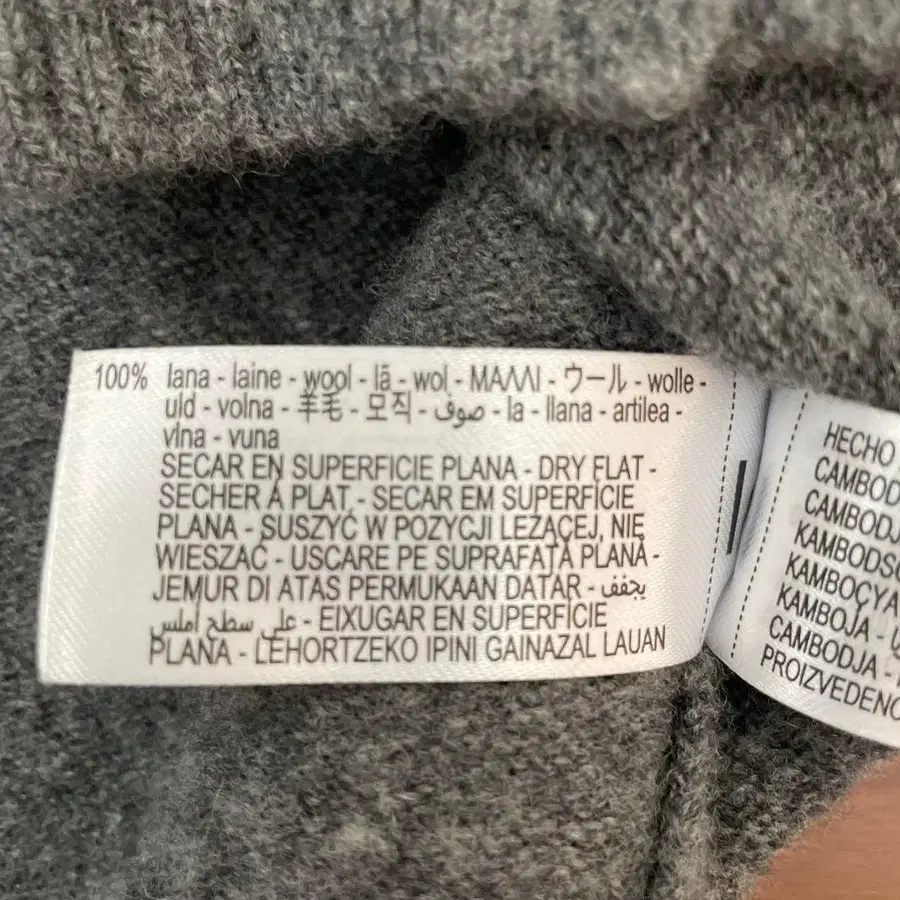 100% lana - laine - wool - lã - wol - ΜΑΛΛΙ - ウール - wolle -
uld - volna - 羊毛 - 모직 - صوف - la - llana - artilea -
vlna - vuna
SECAR EN SUPERFICIE PLANA - DRY FLAT -
SECHER À PLAT - SECAR EM SUPERFÍCIE
PLANA - SUSZYĆ W POZYCJI LEŻĄCEJ, NIE
WIESZAĆ - USCARE PE SUPRAFAȚĂ PLANĂ -
JEMUR DI ATAS PERMUKAAN DATAR - يجفف
على سطح أملس - EIXUGAR EN SUPERFÍCIE
PLANA - LEHORTZEKO IPINI GAINAZAL LAUAN
HECHO
CAMBOD
CAMBODJ
KAMBODS
KAMBOÇYA
KAMBOJA -
CAMBODJA -
PROIZVEDENO